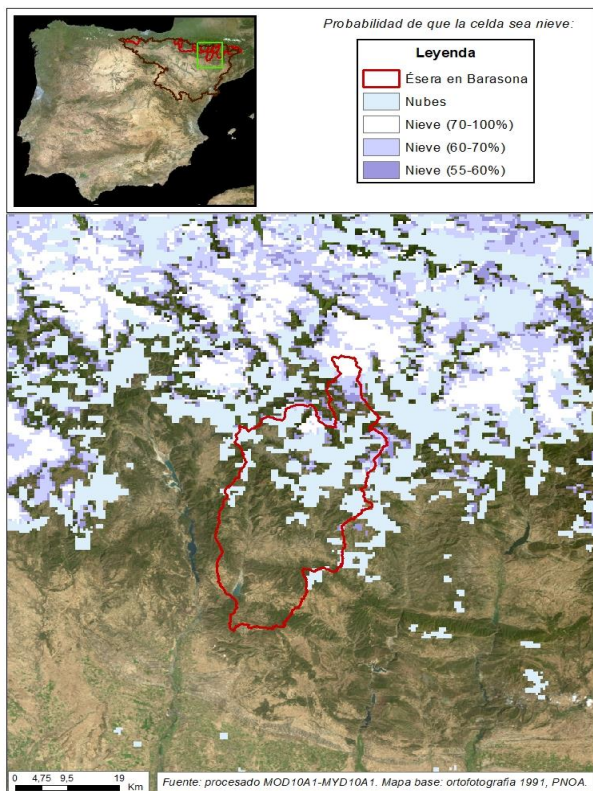 Probabilidad de que la celda sea nieve:
Leyenda
Ésera en Barasona
Nubes
Nieve (70-100%)
Nieve (60-70%)
Nieve (55-60%)
0 4,75 9,5 19
Km
Fuente: procesado MOD10A1-MYD10A1. Mapa base: ortofotografía 1991, PNOA.